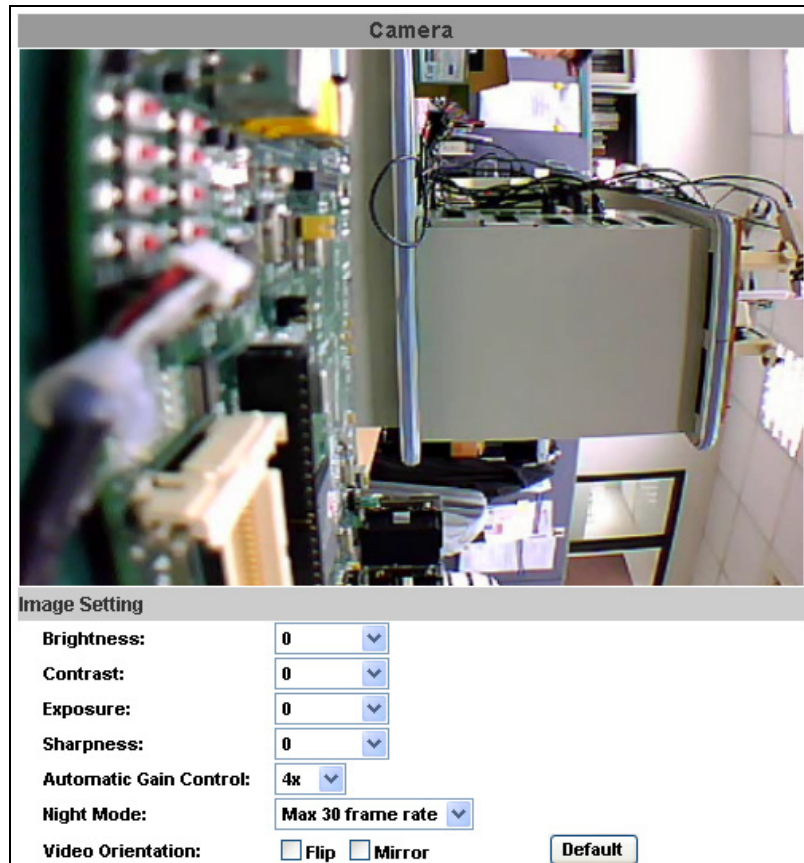 Camera
Image Setting
Brightness: 0
Contrast: 0
Exposure: 0
Sharpness: 0
Automatic Gain Control: 4x
Night Mode: Max 30 frame rate
Video Orientation: Flip Mirror Default